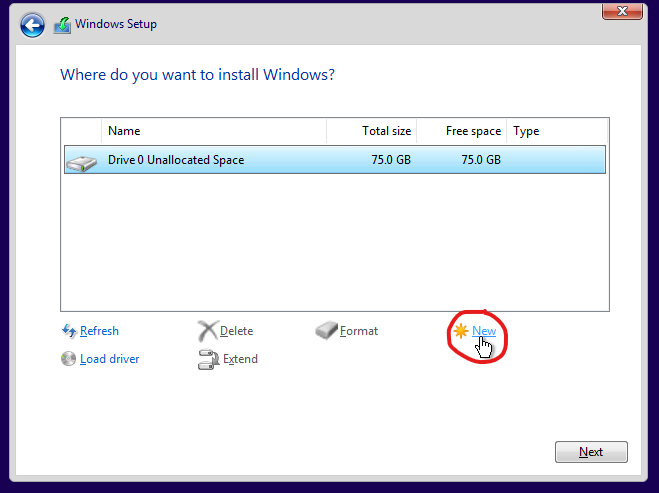 Windows Setup
Where do you want to install Windows?
Name Total size Free space Type
Drive 0 Unallocated Space 75.0 GB 75.0 GB
Refresh Delete Format New
Load driver Extend
Next